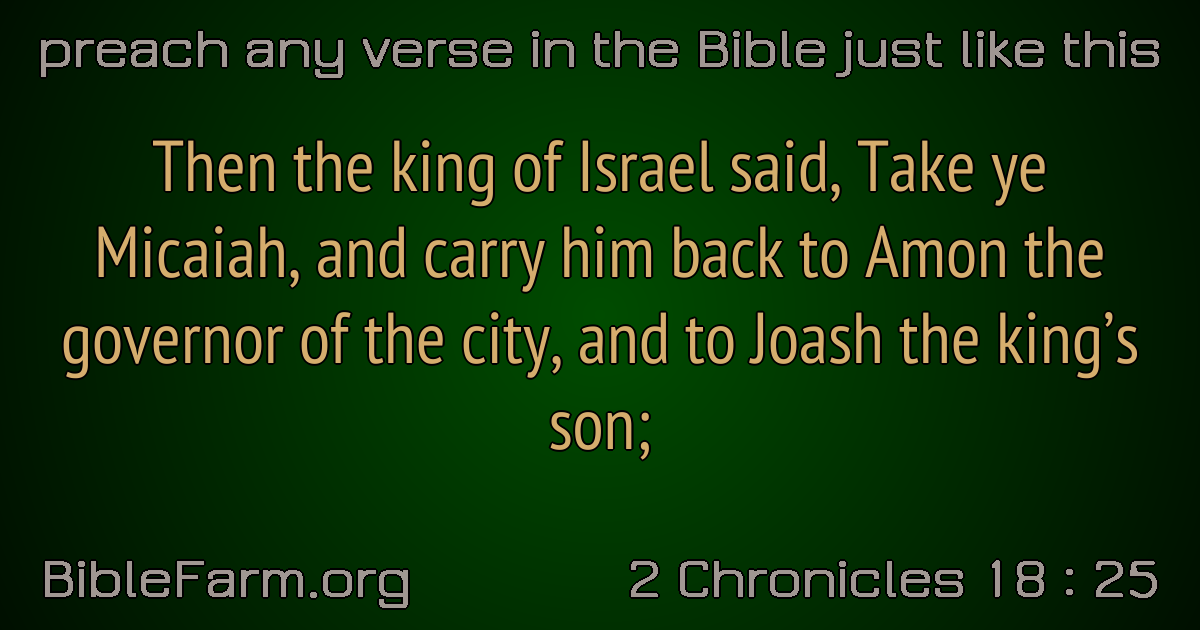 preach any verse in the Bible just like this
Then the king of Israel said, Take ye
Micaiah, and carry him back to Amon the
governor of the city, and to Joash the king’s
son;
BibleFarm.org
2 Chronicles 18 : 25